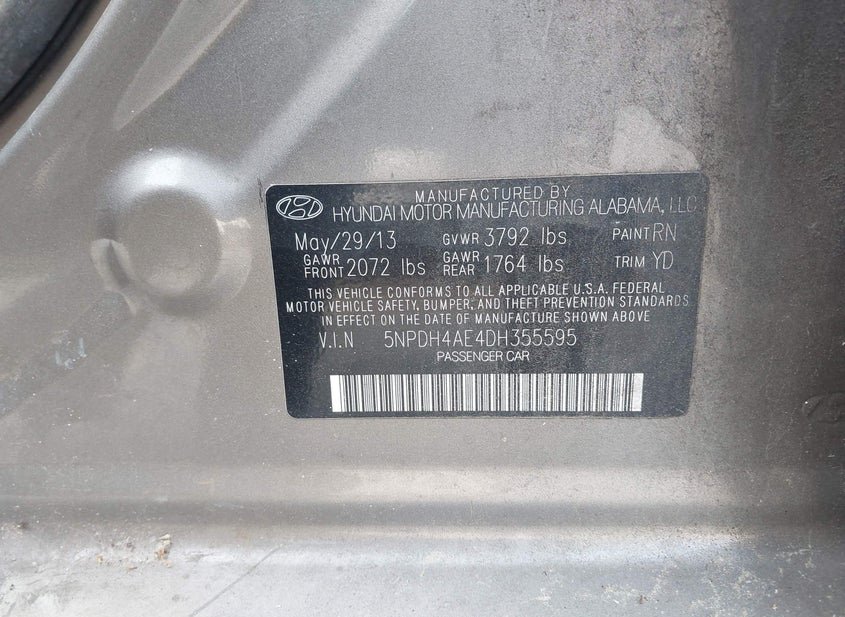 MANUFACTURED BY
HYUNDAI MOTOR MANUFACTURING ALABAMA, LLC
May/29/13 GVWR 3792 lbs PAINT RN
GAWR FRONT 2072 lbs GAWR REAR 1764 lbs TRIM YD
THIS VEHICLE CONFORMS TO ALL APPLICABLE U.S.A. FEDERAL
MOTOR VEHICLE SAFETY, BUMPER, AND THEFT PREVENTION STANDARDS
IN EFFECT ON THE DATE OF MANUFACTURE SHOWN ABOVE
V.I.N 5NPDH4AE4DH355595
PASSENGER CAR